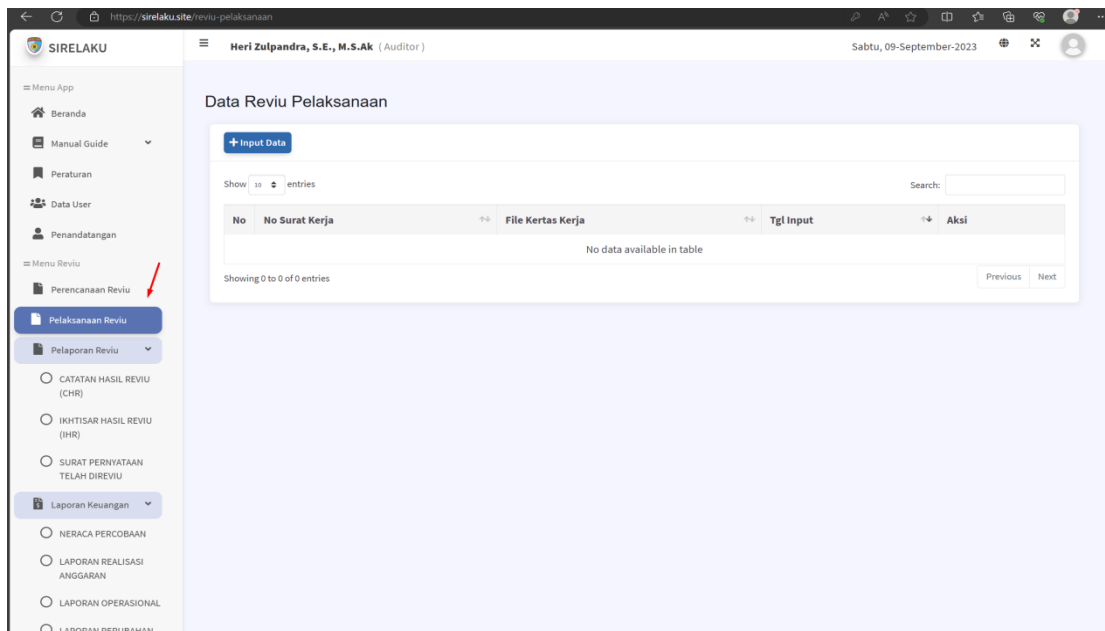 https://sirelaku.site/reviu-pelaksanaan
SIRELAKU
Heri Zulpandra, S.E., M.S.Ak (Auditor)
Sabtu, 09-September-2023
Menu App
Beranda
Manual Guide
Peraturan
Data User
Penandatangan
Menu Reviu
Perencanaan Reviu
Pelaksanaan Reviu
Pelaporan Reviu
CATATAN HASIL REVIU
(CHR)
IKHTISAR HASIL REVIU
(IHR)
SURAT PERNYATAAN
TELAH DIREVIU
Laporan Keuangan
NERACA PERCOBAAN
LAPORAN REALISASI
ANGGARAN
LAPORAN OPERASIONAL
LAPORAN PERUBAHAN
Data Reviu Pelaksanaan
+ Input Data
Show 10 entries
Search:
No No Surat Kerja File Kertas Kerja Tgl Input Aksi
No data available in table
Showing 0 to 0 of 0 entries
Previous Next